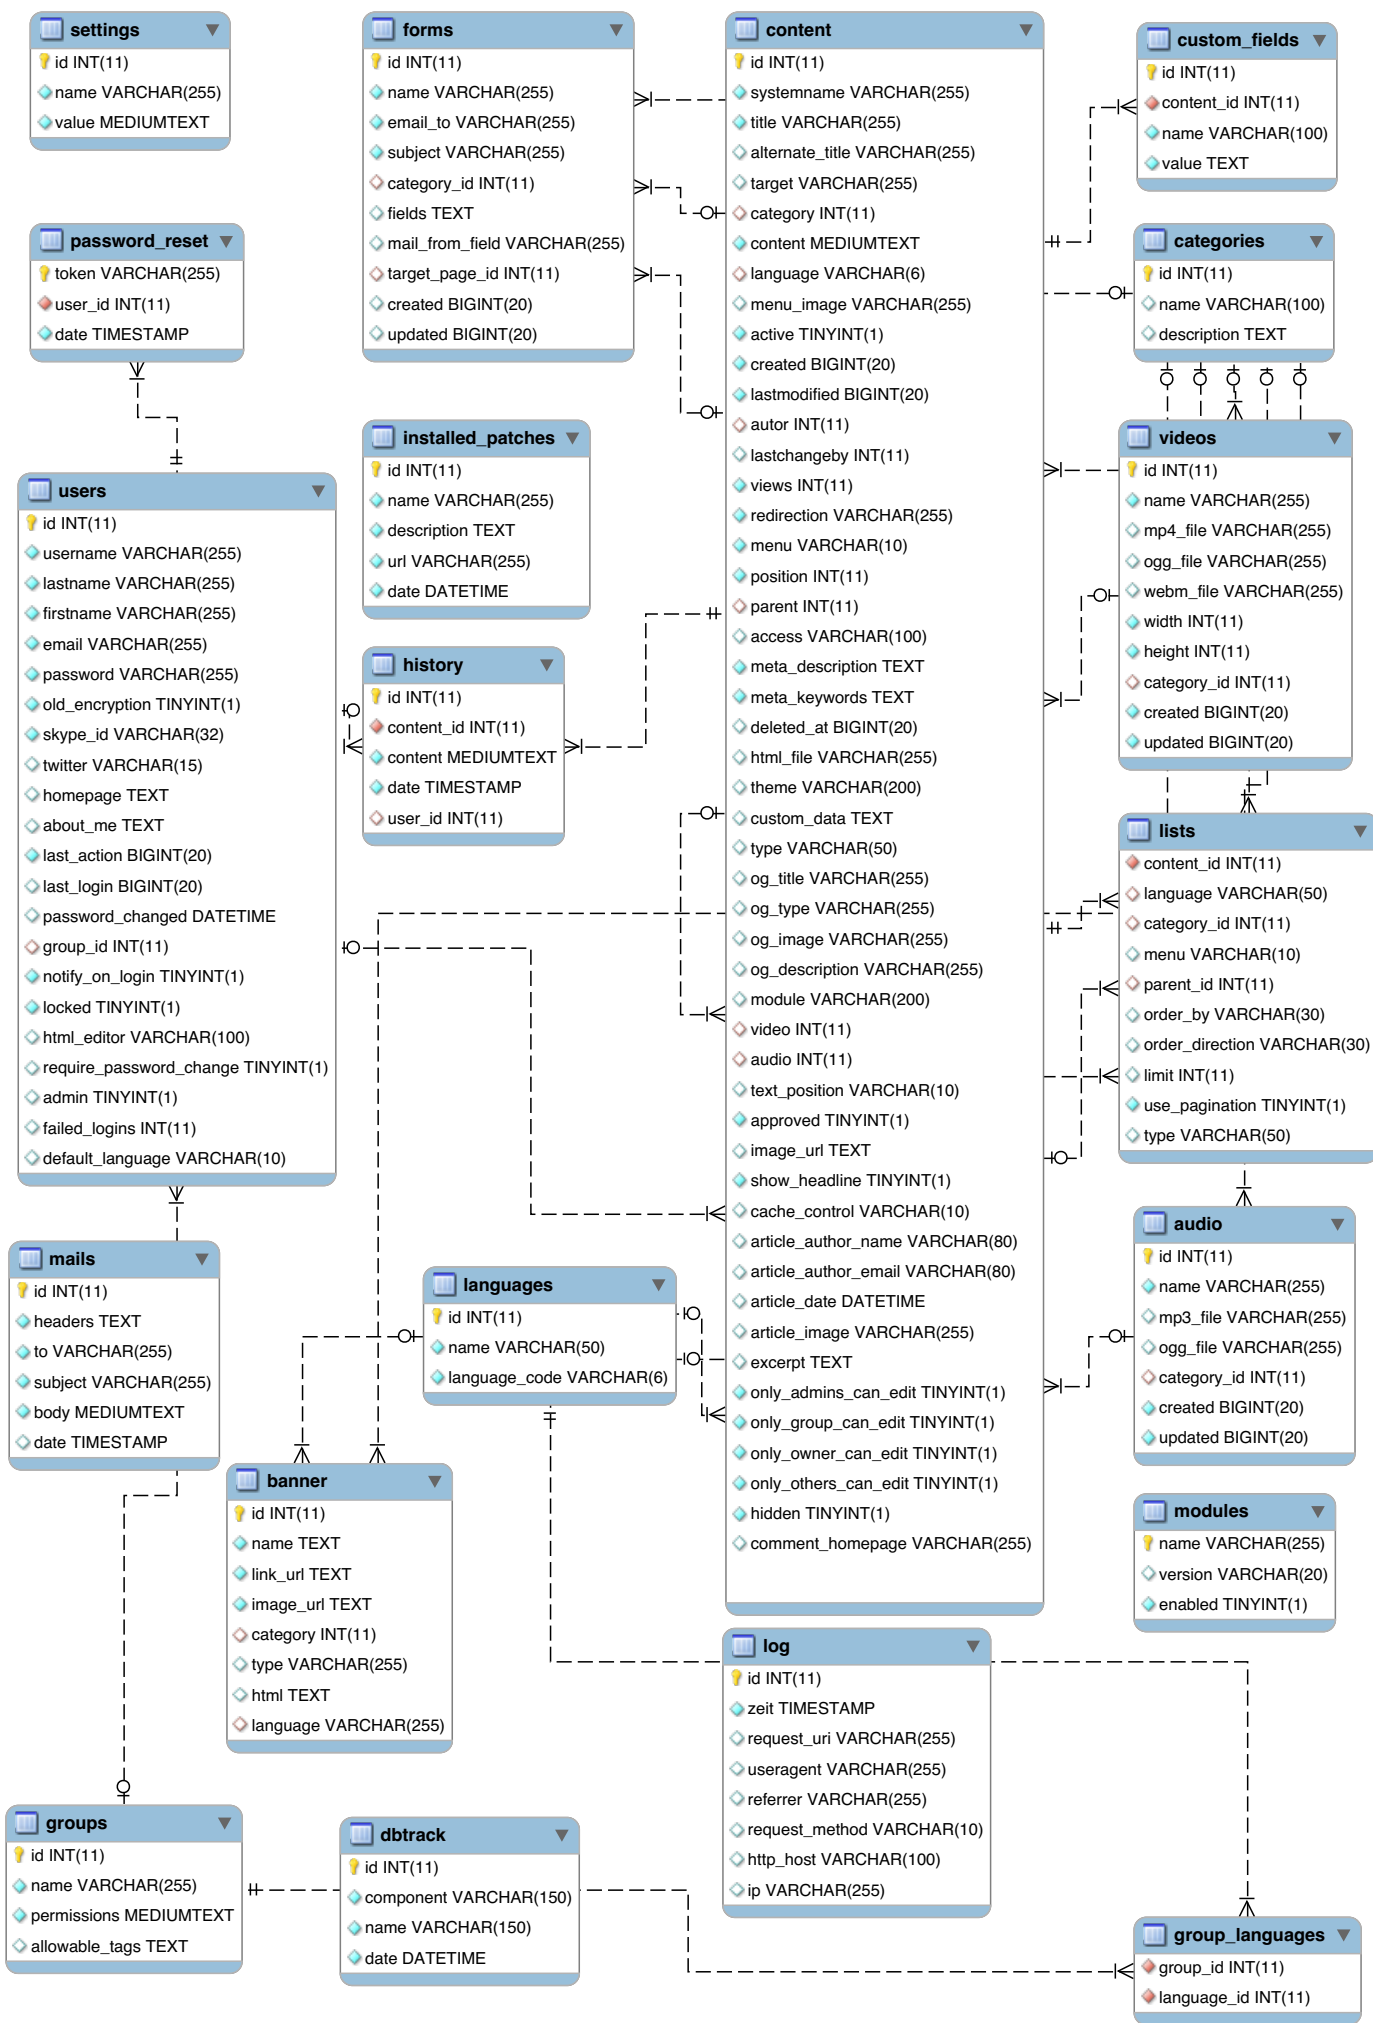 settings
id INT(11)
name VARCHAR(255)
value MEDIUMTEXT
forms
id INT(11)
name VARCHAR(255)
email_to VARCHAR(255)
subject VARCHAR(255)
category_id INT(11)
fields TEXT
mail_from_field VARCHAR(255)
target_page_id INT(11)
created BIGINT(20)
updated BIGINT(20)
content
id INT(11)
systemname VARCHAR(255)
title VARCHAR(255)
alternate_title VARCHAR(255)
target VARCHAR(255)
category INT(11)
content MEDIUMTEXT
language VARCHAR(6)
menu_image VARCHAR(255)
active TINYINT(1)
created BIGINT(20)
lastmodified BIGINT(20)
autor INT(11)
lastchangeby INT(11)
views INT(11)
redirection VARCHAR(255)
menu VARCHAR(10)
position INT(11)
parent INT(11)
access VARCHAR(100)
meta_description TEXT
meta_keywords TEXT
deleted_at BIGINT(20)
html_file VARCHAR(255)
theme VARCHAR(200)
custom_data TEXT
type VARCHAR(50)
og_title VARCHAR(255)
og_type VARCHAR(255)
og_image VARCHAR(255)
og_description VARCHAR(255)
module VARCHAR(200)
video INT(11)
audio INT(11)
text_position VARCHAR(10)
approved TINYINT(1)
image_url TEXT
show_headline TINYINT(1)
cache_control VARCHAR(10)
article_author_name VARCHAR(80)
article_author_email VARCHAR(80)
article_date DATETIME
article_image VARCHAR(255)
excerpt TEXT
only_admins_can_edit TINYINT(1)
only_group_can_edit TINYINT(1)
only_owner_can_edit TINYINT(1)
only_others_can_edit TINYINT(1)
hidden TINYINT(1)
comment_homepage VARCHAR(255)
custom_fields
id INT(11)
content_id INT(11)
name VARCHAR(100)
value TEXT
password_reset
token VARCHAR(255)
user_id INT(11)
date TIMESTAMP
categories
id INT(11)
name VARCHAR(100)
description TEXT
installed_patches
id INT(11)
name VARCHAR(255)
description TEXT
url VARCHAR(255)
date DATETIME
videos
id INT(11)
name VARCHAR(255)
mp4_file VARCHAR(255)
ogg_file VARCHAR(255)
webm_file VARCHAR(255)
width INT(11)
height INT(11)
category_id INT(11)
created BIGINT(20)
updated BIGINT(20)
users
id INT(11)
username VARCHAR(255)
lastname VARCHAR(255)
firstname VARCHAR(255)
email VARCHAR(255)
password VARCHAR(255)
old_encryption TINYINT(1)
skype_id VARCHAR(32)
twitter VARCHAR(15)
homepage TEXT
about_me TEXT
last_action BIGINT(20)
last_login BIGINT(20)
password_changed DATETIME
group_id INT(11)
notify_on_login TINYINT(1)
locked TINYINT(1)
html_editor VARCHAR(100)
require_password_change TINYINT(1)
admin TINYINT(1)
failed_logins INT(11)
default_language VARCHAR(10)
history
id INT(11)
content_id INT(11)
content MEDIUMTEXT
date TIMESTAMP
user_id INT(11)
lists
content_id INT(11)
language VARCHAR(50)
category_id INT(11)
menu VARCHAR(10)
parent_id INT(11)
order_by VARCHAR(30)
order_direction VARCHAR(30)
limit INT(11)
use_pagination TINYINT(1)
type VARCHAR(50)
mails
id INT(11)
headers TEXT
to VARCHAR(255)
subject VARCHAR(255)
body MEDIUMTEXT
date TIMESTAMP
languages
id INT(11)
name VARCHAR(50)
language_code VARCHAR(6)
audio
id INT(11)
name VARCHAR(255)
mp3_file VARCHAR(255)
ogg_file VARCHAR(255)
category_id INT(11)
created BIGINT(20)
updated BIGINT(20)
banner
id INT(11)
name TEXT
link_url TEXT
image_url TEXT
category INT(11)
type VARCHAR(255)
html TEXT
language VARCHAR(255)
modules
name VARCHAR(255)
version VARCHAR(20)
enabled TINYINT(1)
log
id INT(11)
zeit TIMESTAMP
request_uri VARCHAR(255)
useragent VARCHAR(255)
referrer VARCHAR(255)
request_method VARCHAR(10)
http_host VARCHAR(100)
ip VARCHAR(255)
groups
id INT(11)
name VARCHAR(255)
permissions MEDIUMTEXT
allowable_tags TEXT
dbtrack
id INT(11)
component VARCHAR(150)
name VARCHAR(150)
date DATETIME
group_languages
group_id INT(11)
language_id INT(11)